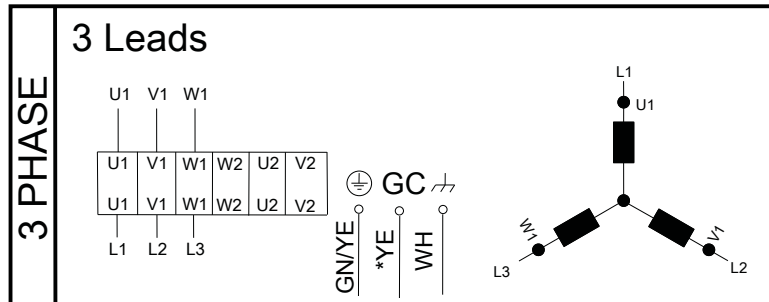 3 PHASE
3 Leads
U1 V1 W1
U1 V1 W1 W2 U2 V2
U1 V1 W1 W2 U2 V2
L1 L2 L3
GC
GN/YE
*YE
WH
L1
U1
W1
V1
L3
L2